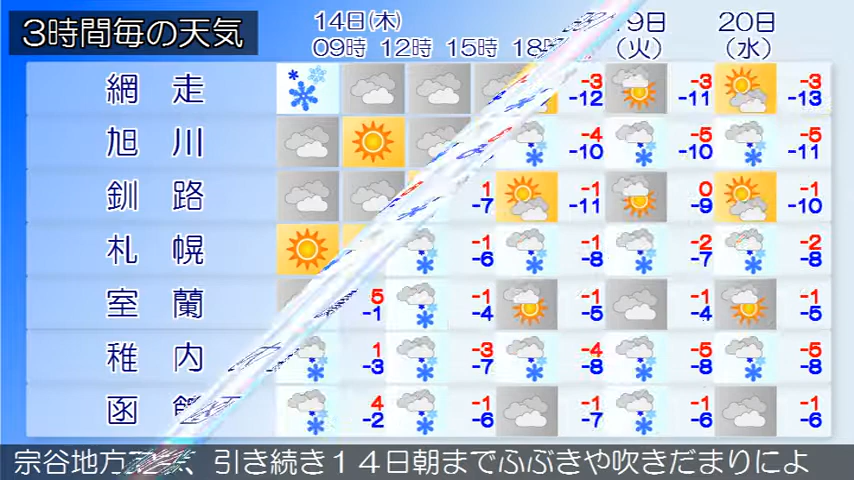 3時間毎の天気
14日(木) 19日 20日
09時 12時 15時 18時 (火) (水)
網走 -3 -12 -3 -11 -3 -13
旭川 -4 -10 -5 -10 -5 -11
釧路 1 -7 -1 -11 0 -9 -1 -10
札幌 -1 -6 -1 -8 -2 -7 -2 -8
室蘭 5 -1 -1 -4 -1 -5 -1 -4 -1 -5
稚内 1 -3 -3 -7 -4 -8 -5 -8 -5 -8
函 4 -2 -1 -6 -1 -7 -1 -6 -1 -6
宗谷地方 、引き続き14日朝までふぶきや吹きだまりによ